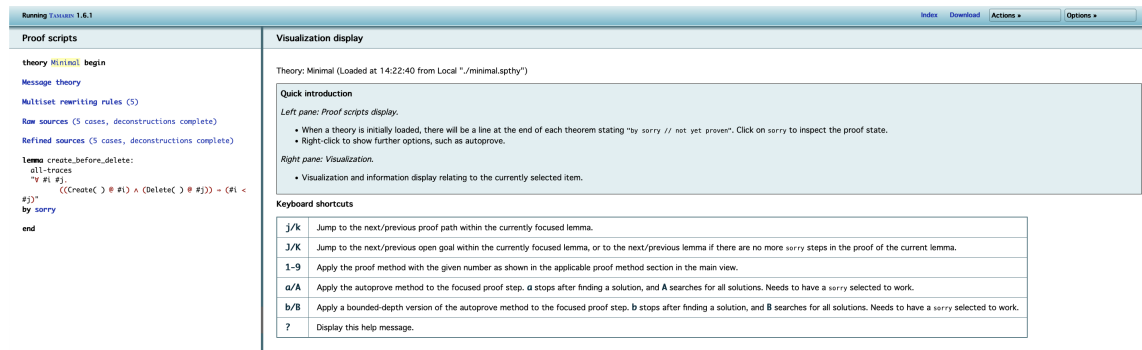 Running TAMARIN 1.6.1
Index Download Actions » Options »
Proof scripts
theory Minimal begin
Message theory
Multiset rewriting rules (5)
Raw sources (5 cases, deconstructions complete)
Refined sources (5 cases, deconstructions complete)
lemma create_before_delete:
all-traces
"∀ #i #j.
((Create( ) @ #i) ∧ (Delete( ) @ #j)) ⇒ (#i <
#j)"
by sorry
end
Visualization display
Theory: Minimal (Loaded at 14:22:40 from Local "./minimal.spthy")
Quick introduction
Left pane: Proof scripts display.
• When a theory is initially loaded, there will be a line at the end of each theorem stating "by sorry // not yet proven". Click on sorry to inspect the proof state.
• Right-click to show further options, such as autoprove.
Right pane: Visualization.
• Visualization and information display relating to the currently selected item.
Keyboard shortcuts
j/k Jump to the next/previous proof path within the currently focused lemma.
J/K Jump to the next/previous open goal within the currently focused lemma, or to the next/previous lemma if there are no more sorry steps in the proof of the current lemma.
1-9 Apply the proof method with the given number as shown in the applicable proof method section in the main view.
a/A Apply the autoprove method to the focused proof step. a stops after finding a solution, and A searches for all solutions. Needs to have a sorry selected to work.
b/B Apply a bounded-depth version of the autoprove method to the focused proof step. b stops after finding a solution, and B searches for all solutions. Needs to have a sorry selected to work.
? Display this help message.